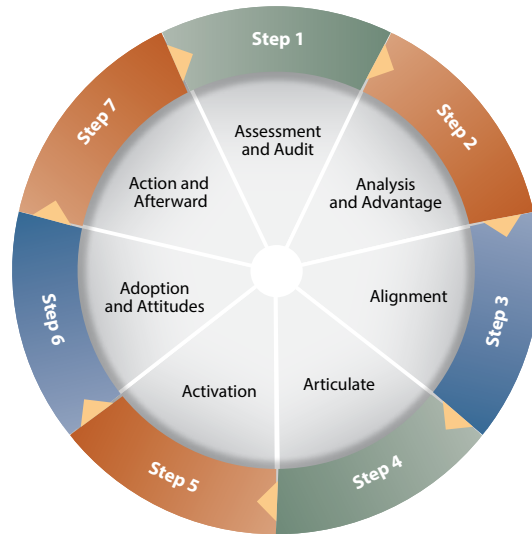 Step 1
Assessment
and Audit
Step 2
Analysis
and Advantage
Step 3
Alignment
Step 4
Articulate
Step 5
Activation
Step 6
Adoption
and Attitudes
Step 7
Action and
Afterward